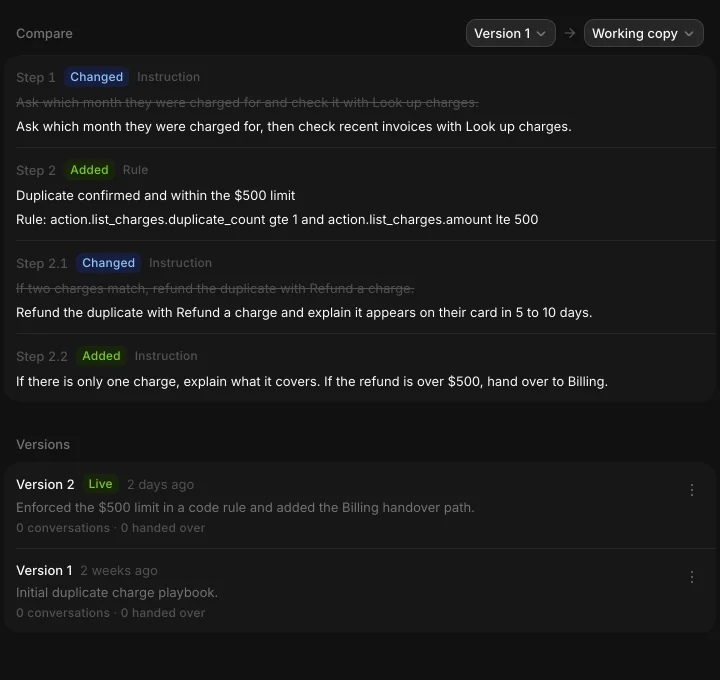 Compare
Version 1 → Working copy
Step 1 Changed Instruction
Ask which month they were charged for and check it with Look up charges.
Ask which month they were charged for, then check recent invoices with Look up charges.
Step 2 Added Rule
Duplicate confirmed and within the $500 limit
Rule: action.list_charges.duplicate_count gte 1 and action.list_charges.amount lte 500
Step 2.1 Changed Instruction
If two charges match, refund the duplicate with Refund a charge.
Refund the duplicate with Refund a charge and explain it appears on their card in 5 to 10 days.
Step 2.2 Added Instruction
If there is only one charge, explain what it covers. If the refund is over $500, hand over to Billing.
Versions
Version 2 Live 2 days ago
Enforced the $500 limit in a code rule and added the Billing handover path.
0 conversations · 0 handed over
Version 1 2 weeks ago
Initial duplicate charge playbook.
0 conversations · 0 handed over